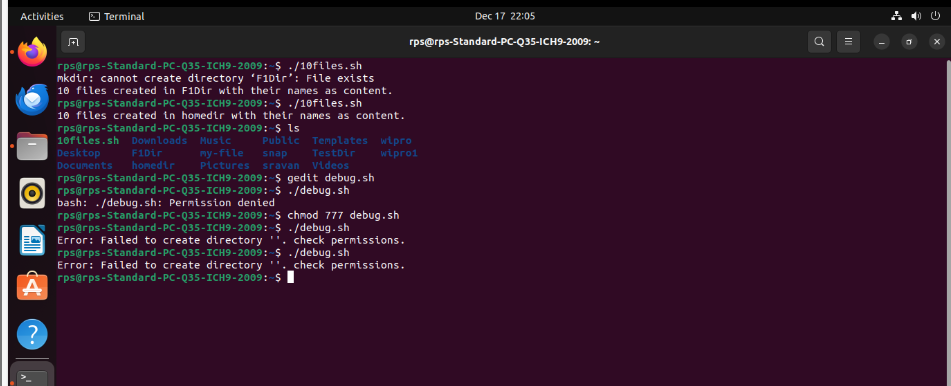 Activities Terminal Dec 17 22:05
rps@rps-Standard-PC-Q35-ICH9-2009: ~
rps@rps-Standard-PC-Q35-ICH9-2009:~$ ./10files.sh
mkdir: cannot create directory ‘F1Dir’: File exists
10 files created in F1Dir with their names as content.
rps@rps-Standard-PC-Q35-ICH9-2009:~$ ./10files.sh
10 files created in homedir with their names as content.
rps@rps-Standard-PC-Q35-ICH9-2009:~$ ls
10files.sh Downloads Music Public Templates wipro
Desktop F1Dir my-file snap TestDir wipro1
Documents homedir Pictures sravan Videos
rps@rps-Standard-PC-Q35-ICH9-2009:~$ gedit debug.sh
rps@rps-Standard-PC-Q35-ICH9-2009:~$ ./debug.sh
bash: ./debug.sh: Permission denied
rps@rps-Standard-PC-Q35-ICH9-2009:~$ chmod 777 debug.sh
rps@rps-Standard-PC-Q35-ICH9-2009:~$ ./debug.sh
Error: Failed to create directory ''. check permissions.
rps@rps-Standard-PC-Q35-ICH9-2009:~$ ./debug.sh
Error: Failed to create directory ''. check permissions.
rps@rps-Standard-PC-Q35-ICH9-2009:~$